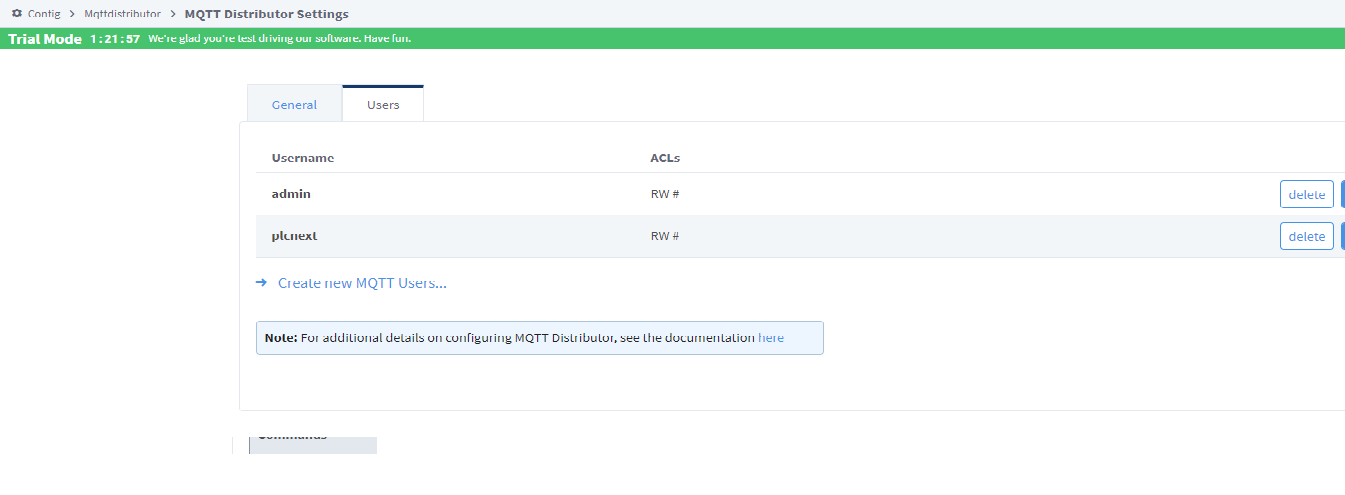 Config > Mqttdistributor > MQTT Distributor Settings
Trial Mode 1:21:57 We're glad you're test driving our software. Have fun.
General Users
Username ACLs
admin RW # delete
plcnext RW # delete
→ Create new MQTT Users...
Note: For additional details on configuring MQTT Distributor, see the documentation here
Commands